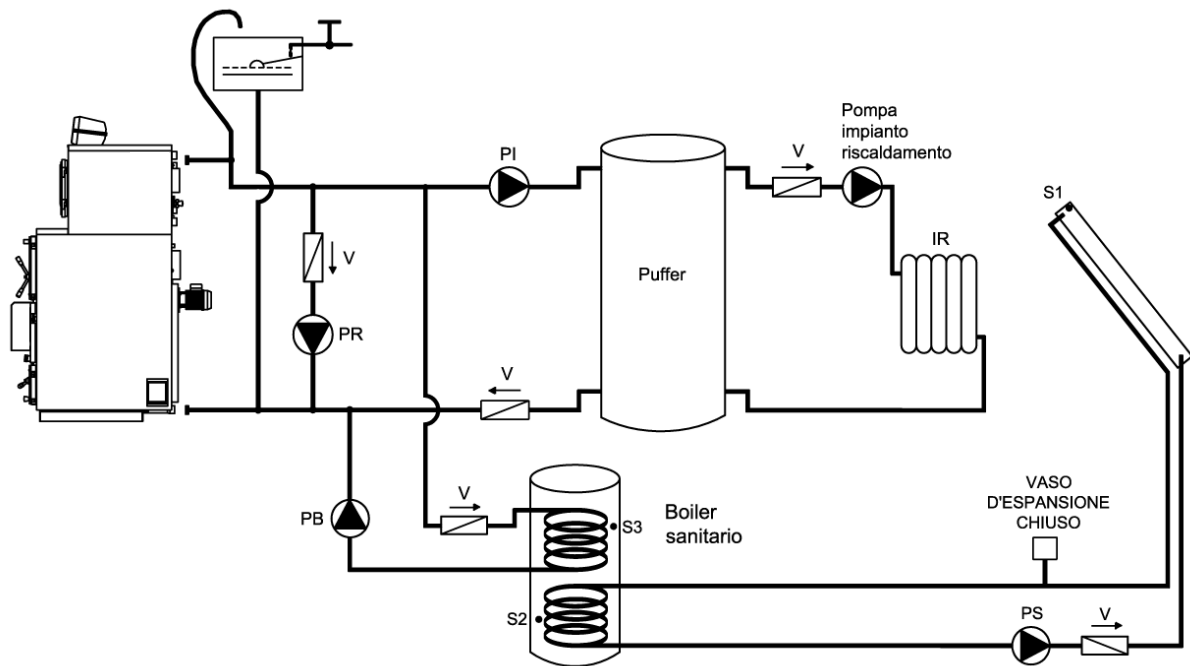 Pompa
impianto
riscaldamento
PI
V
S1
IR
Puffer
V
PR
V
VASO
D'ESPANSIONE
CHIUSO
V
PB
S3
Boiler
sanitario
S2
PS
V